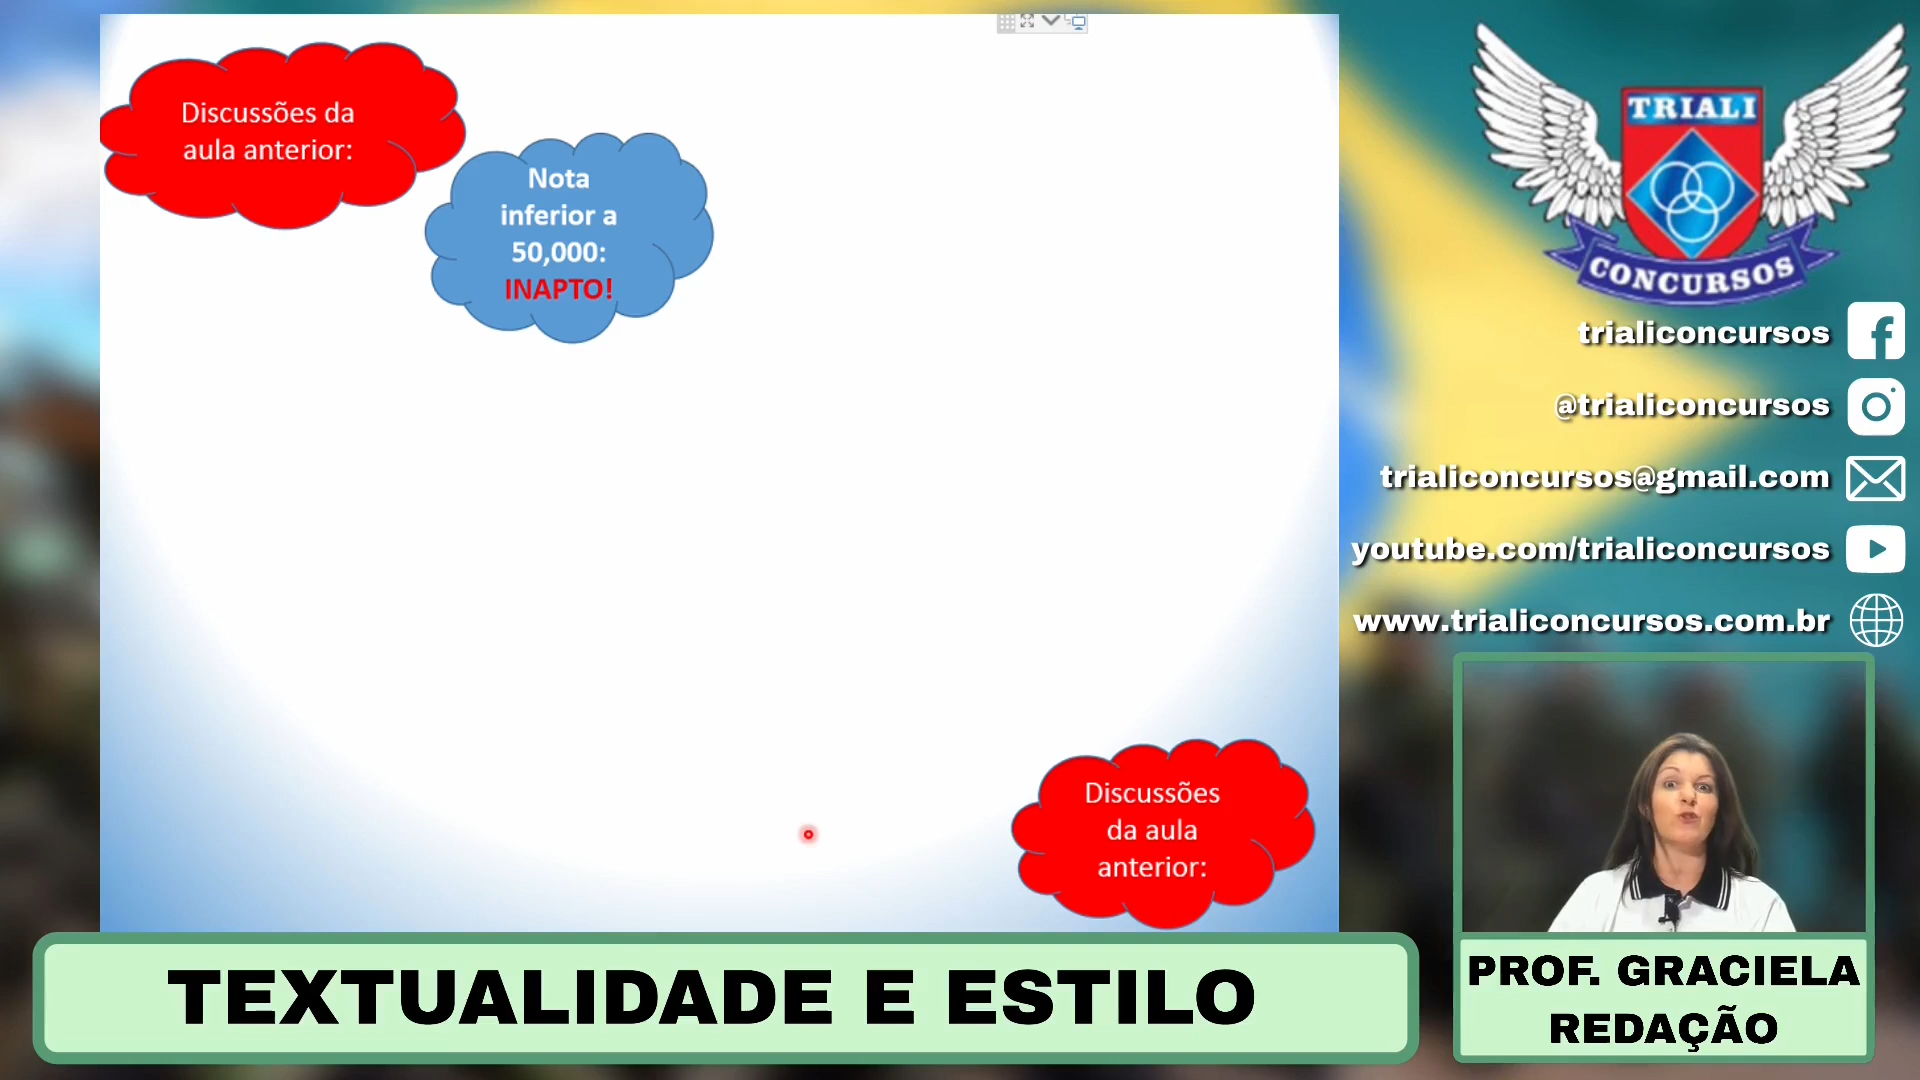 Discussões da
aula anterior:
Nota
inferior a
50,000:
INAPTO!
Discussões
da aula
anterior:
TRIALI
CONCURSOS
trialiconcursos
@trialiconcursos
trialiconcursos@gmail.com
youtube.com/trialiconcursos
www.trialiconcursos.com.br
TEXTUALIDADE E ESTILO
PROF. GRACIELA
REDAÇÃO